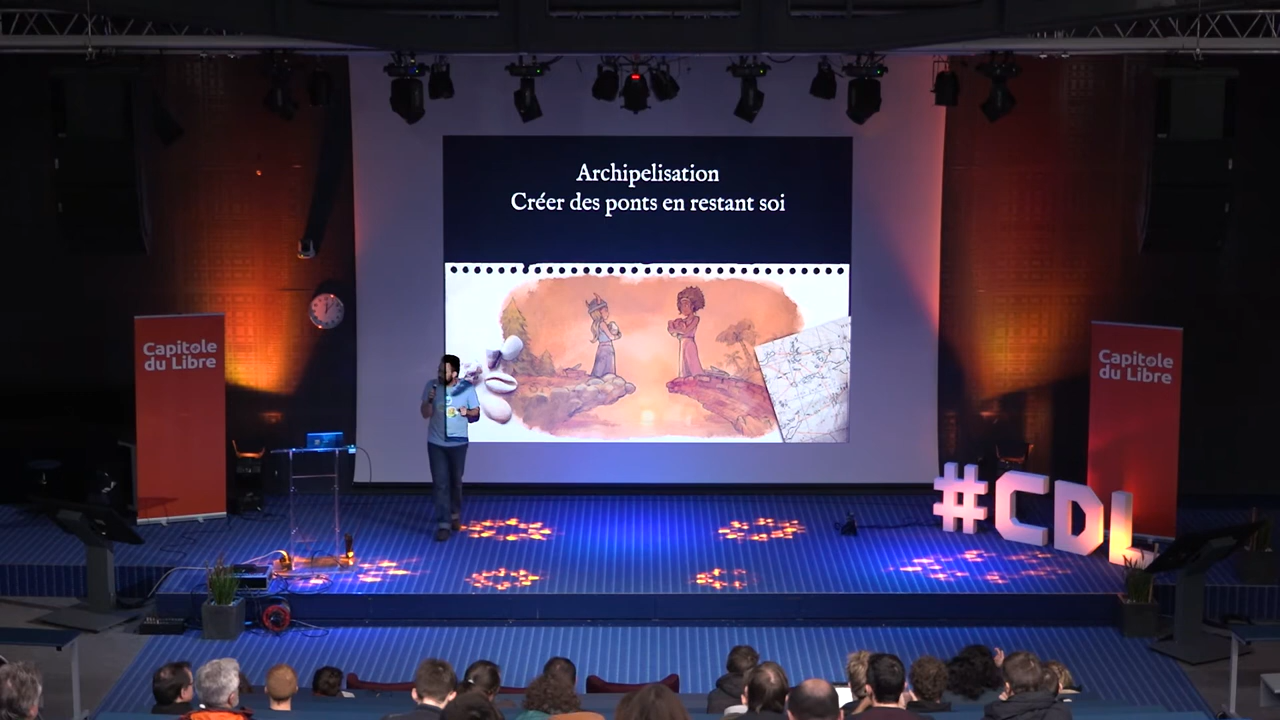 Archipelisation
Créer des ponts en restant soi
Capitole
du Libre
Capitole
du Libre
#CDL